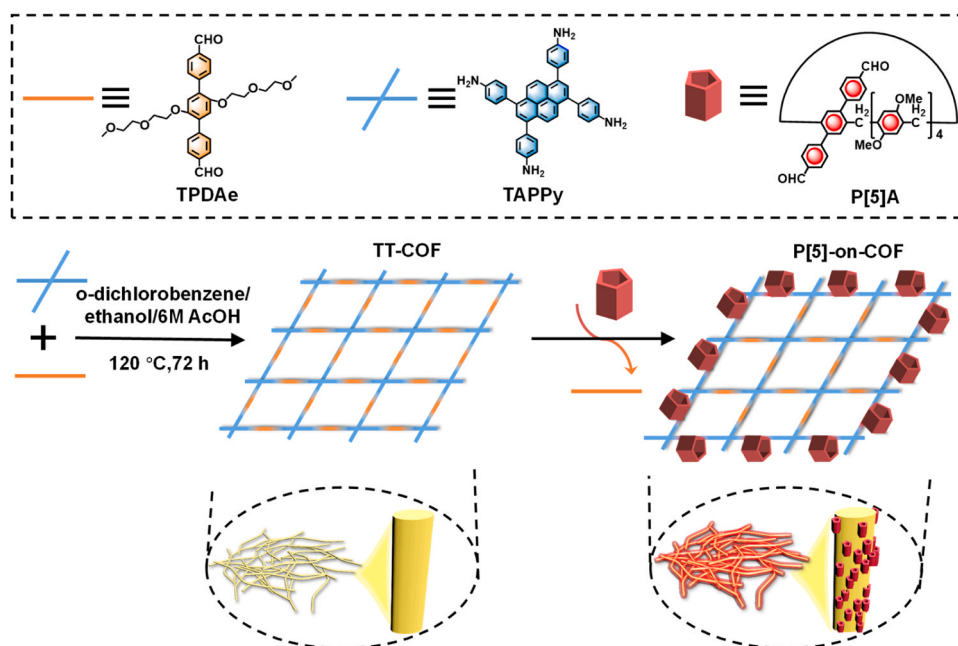 CHO
O
O
O
O
O
O
CHO
TPDAe
NH2
H2N
NH2
NH2
TAPPy
CHO
H2
C
OMe
H2
C
MeO
4
OHC
P[5]A
TT-COF
P[5]-on-COF
o-dichlorobenzene/
ethanol/6M AcOH
+
120 °C,72 h